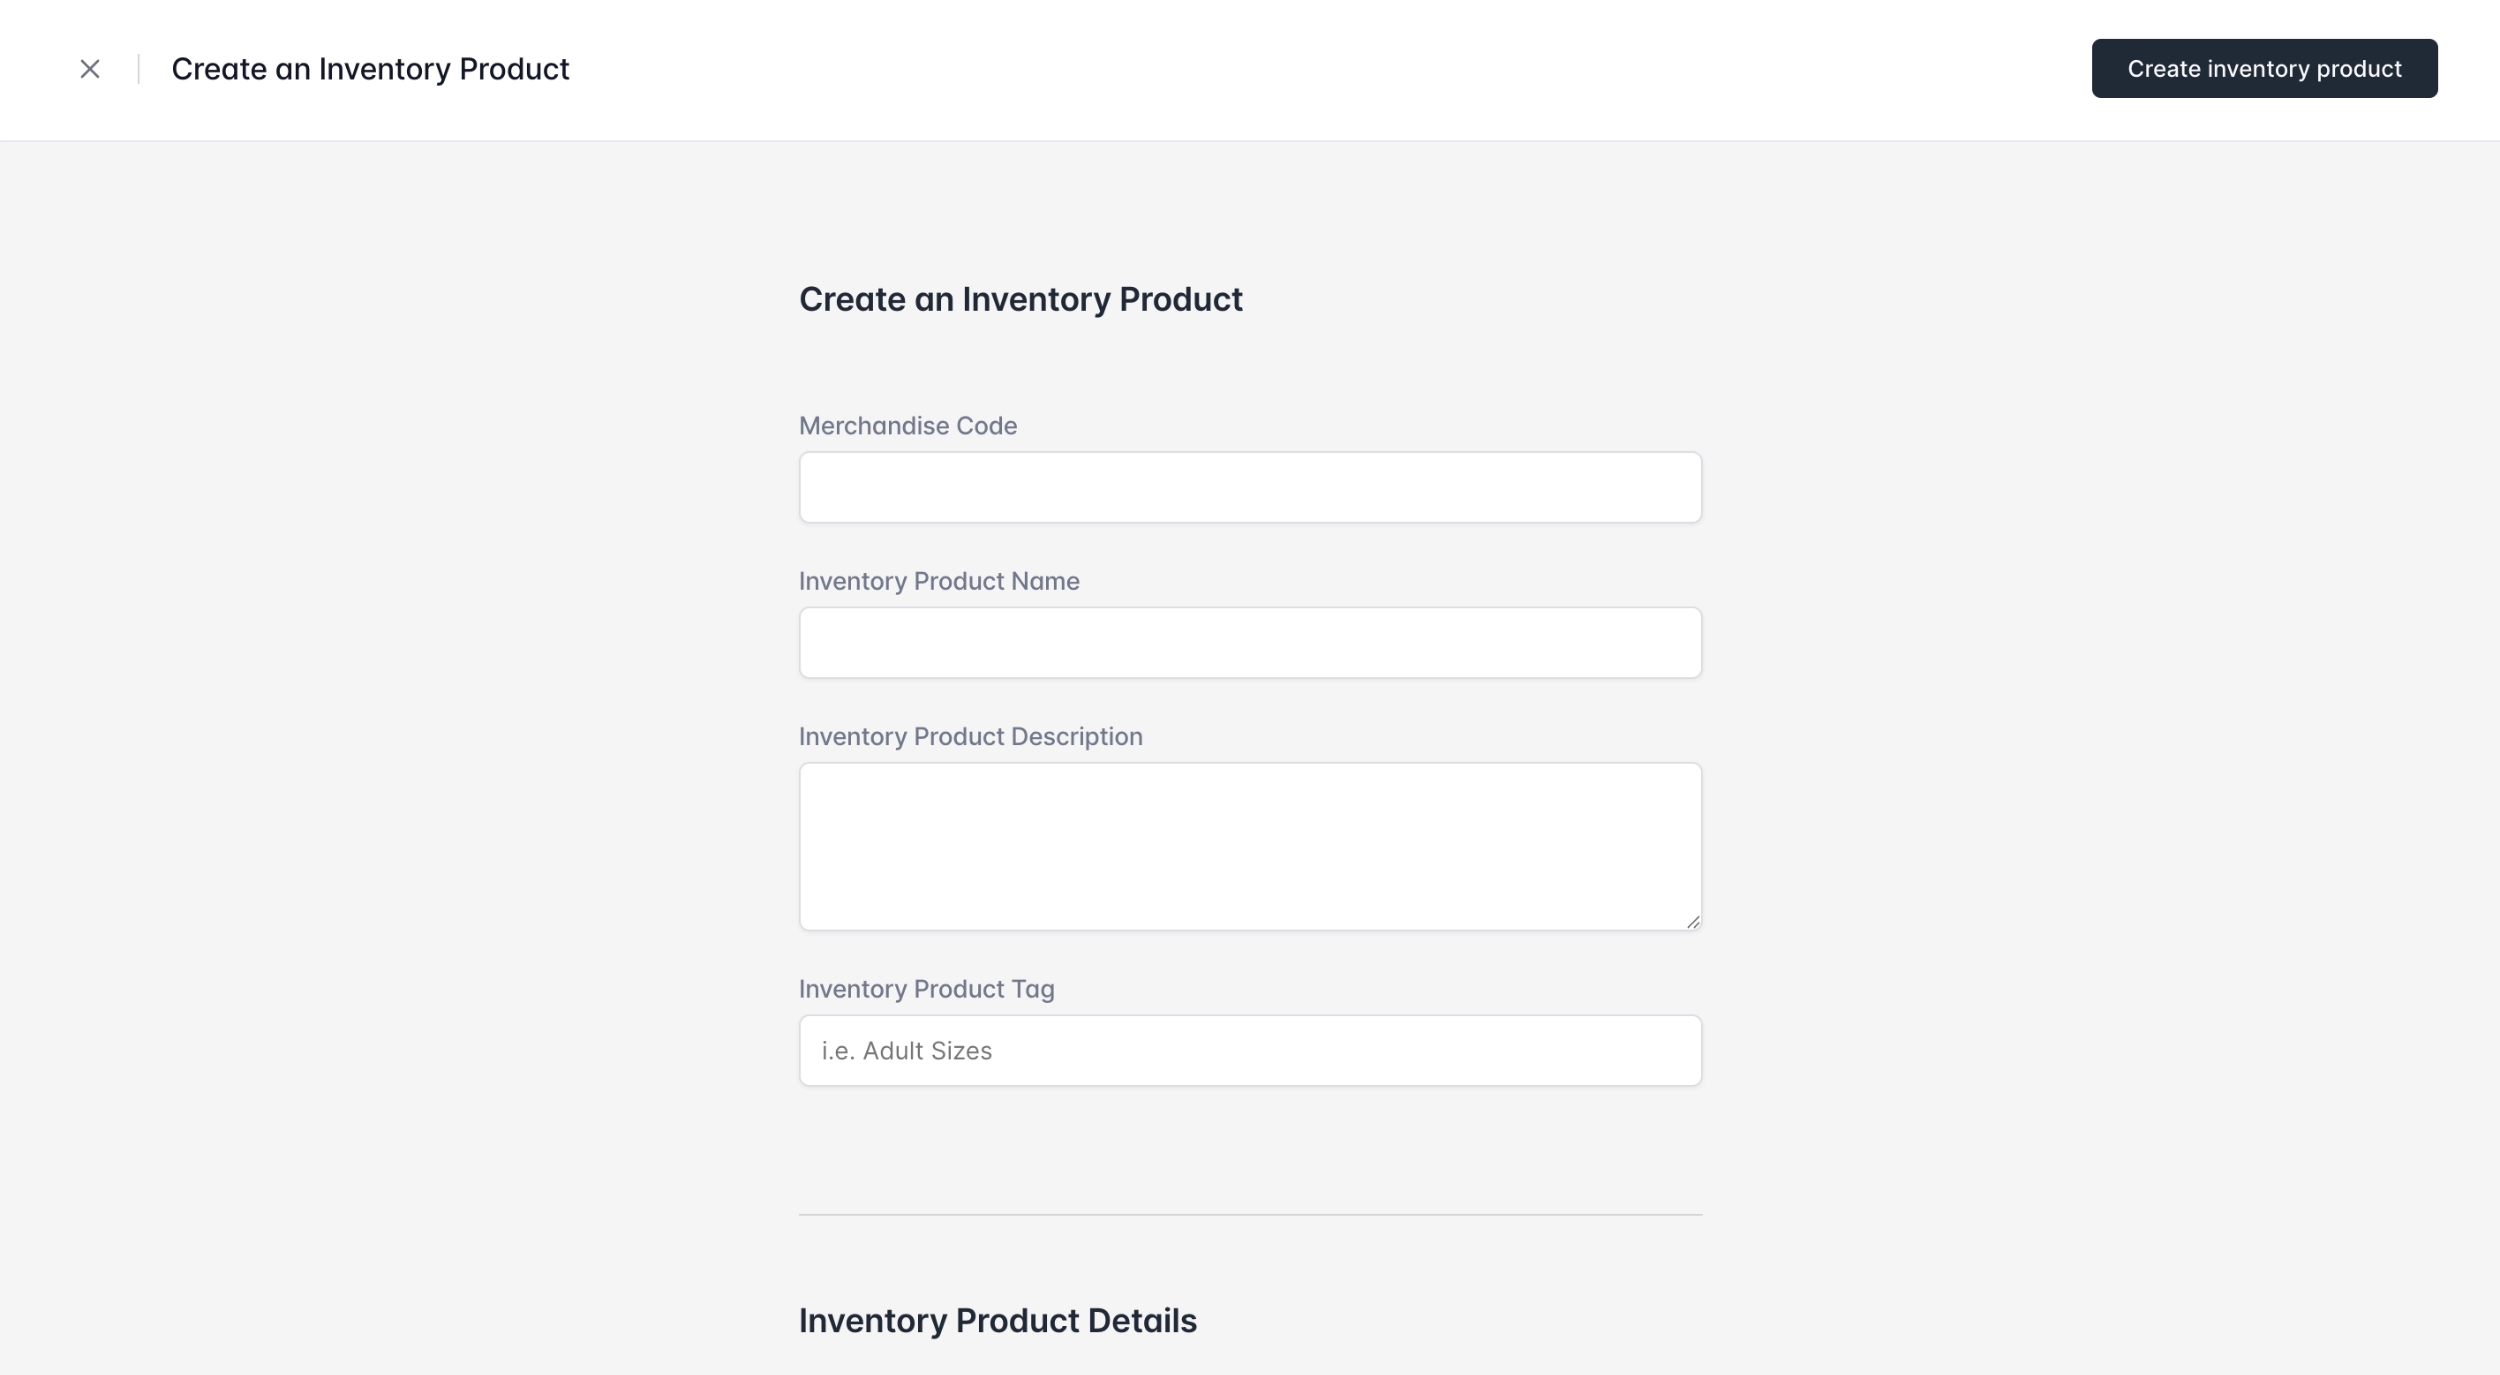 Create an Inventory Product
Create inventory product
Create an Inventory Product
Merchandise Code
Inventory Product Name
Inventory Product Description
Inventory Product Tag
i.e. Adult Sizes
Inventory Product Details